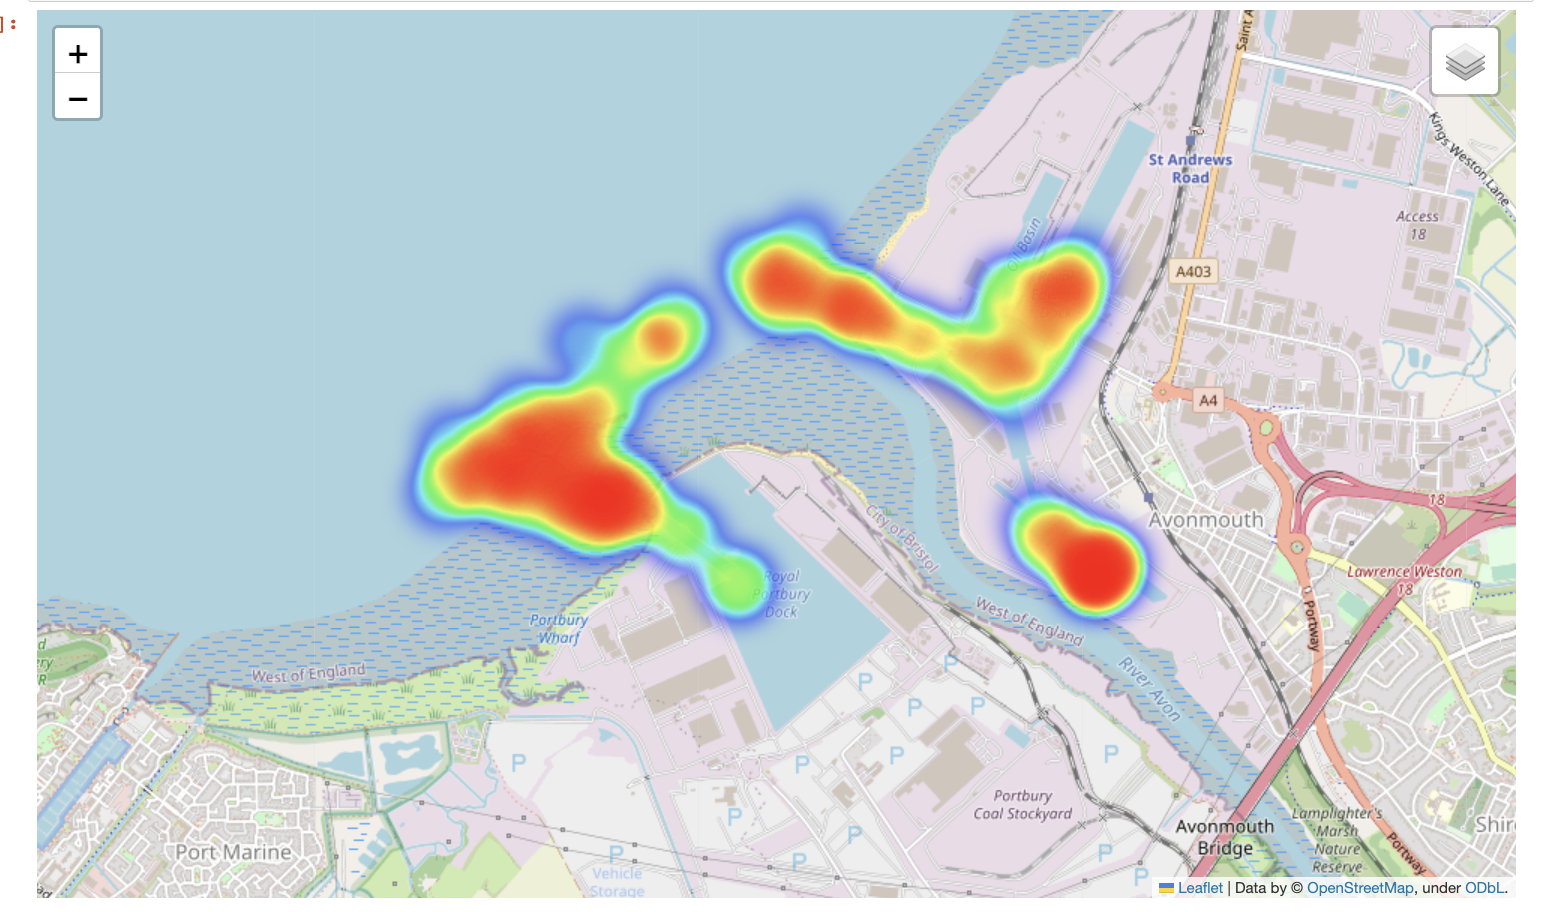 ]:
+
−
Saint A
Kings Weston Lane
St Andrews
Road
Access
18
Oil Basin
A403
A4
18
Avonmouth
City of Bristol
Lawrence Weston
18
Royal
Portbury
Dock
Portbury
Wharf
West of England
Portway
West of England
River Avon
P
P
P
P
P
P
P
P
Portbury
Coal Stockyard
P
P
P
P
P
P
Port Marine
Vehicle
Storage
Avonmouth
Bridge
Lamplighter's
Marsh
Nature
Reserve
Portway
Shir
Leaflet | Data by © OpenStreetMap, under ODbL.